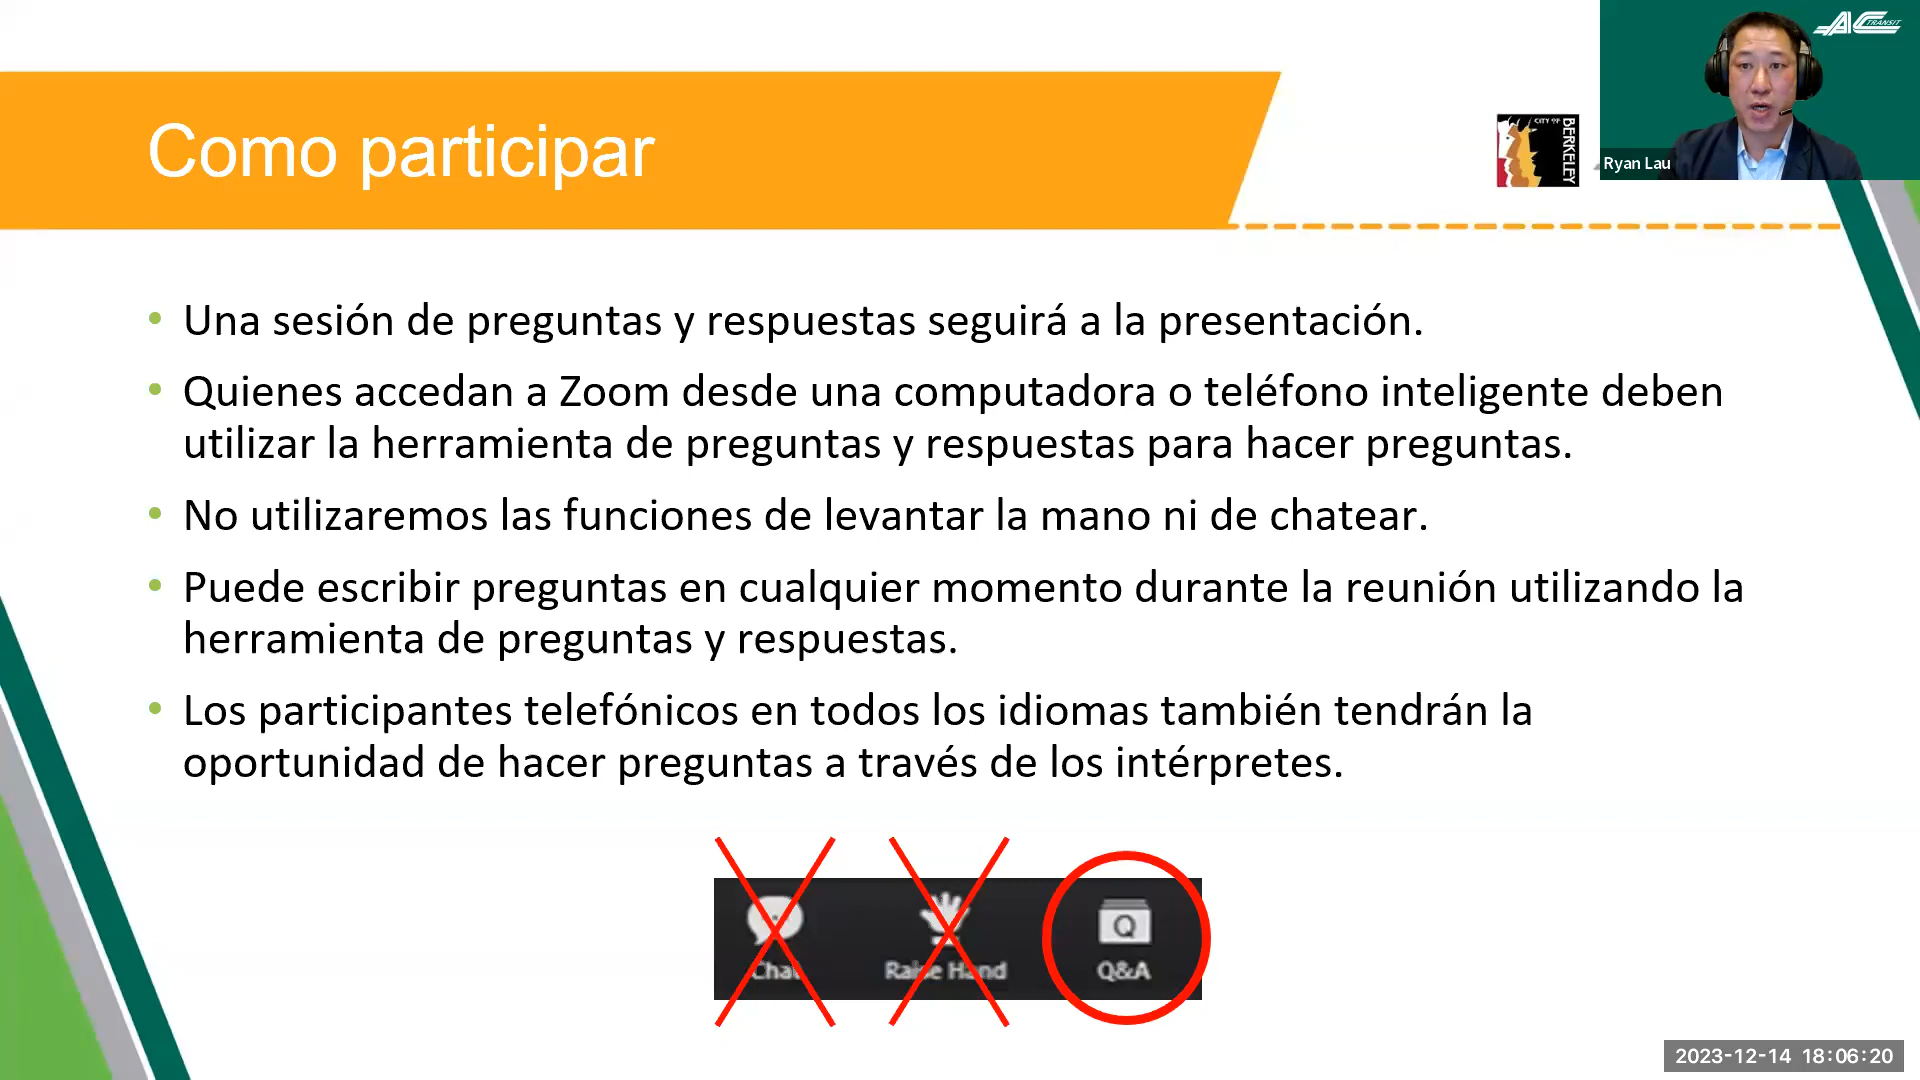 AC TRANSIT
Como participar
CITY OF
BERKELEY
Ryan Lau
• Una sesión de preguntas y respuestas seguirá a la presentación.
• Quienes accedan a Zoom desde una computadora o teléfono inteligente deben
utilizar la herramienta de preguntas y respuestas para hacer preguntas.
• No utilizaremos las funciones de levantar la mano ni de chatear.
• Puede escribir preguntas en cualquier momento durante la reunión utilizando la
herramienta de preguntas y respuestas.
• Los participantes telefónicos en todos los idiomas también tendrán la
oportunidad de hacer preguntas a través de los intérpretes.
Chat
Raise Hand
Q
Q&A
2023-12-14 18:06:20